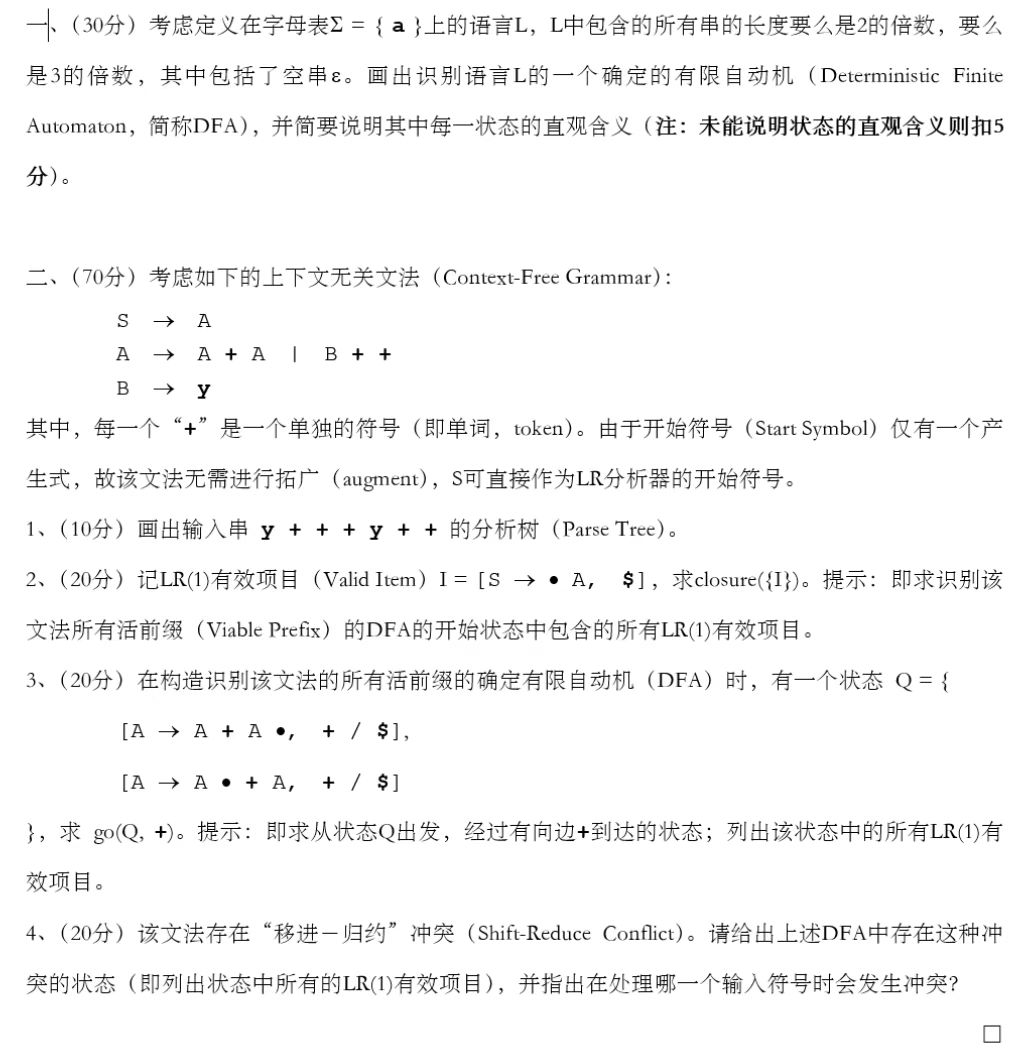 一、（30分）考虑定义在字母表Σ = { a }上的语言L，L中包含的所有串的长度要么是2的倍数，要么
是3的倍数，其中包括了空串ε。画出识别语言L的一个确定的有限自动机（Deterministic Finite
Automaton，简称DFA），并简要说明其中每一状态的直观含义（注：未能说明状态的直观含义则扣5
分）。
二、（70分）考虑如下的上下文无关文法（Context-Free Grammar）：
S → A
A → A + A | B + +
B → y
其中，每一个“+”是一个单独的符号（即单词，token）。由于开始符号（Start Symbol）仅有一个产
生式，故该文法无需进行拓广（augment），S可直接作为LR分析器的开始符号。
1、（10分）画出输入串 y + + + y + + 的分析树（Parse Tree）。
2、（20分）记LR(1)有效项目（Valid Item）I = [S → • A, $]，求closure({I})。提示：即求识别该
文法所有活前缀（Viable Prefix）的DFA的开始状态中包含的所有LR(1)有效项目。
3、（20分）在构造识别该文法的所有活前缀的确定有限自动机（DFA）时，有一个状态 Q = {
[A → A + A •, + / $],
[A → A • + A, + / $]
}，求 go(Q, +)。提示：即求从状态Q出发，经过有向边+到达的状态；列出该状态中的所有LR(1)有
效项目。
4、（20分）该文法存在“移进－归约”冲突（Shift-Reduce Conflict）。请给出上述DFA中存在这种冲
突的状态（即列出状态中所有的LR(1)有效项目），并指出在处理哪一个输入符号时会发生冲突？
□